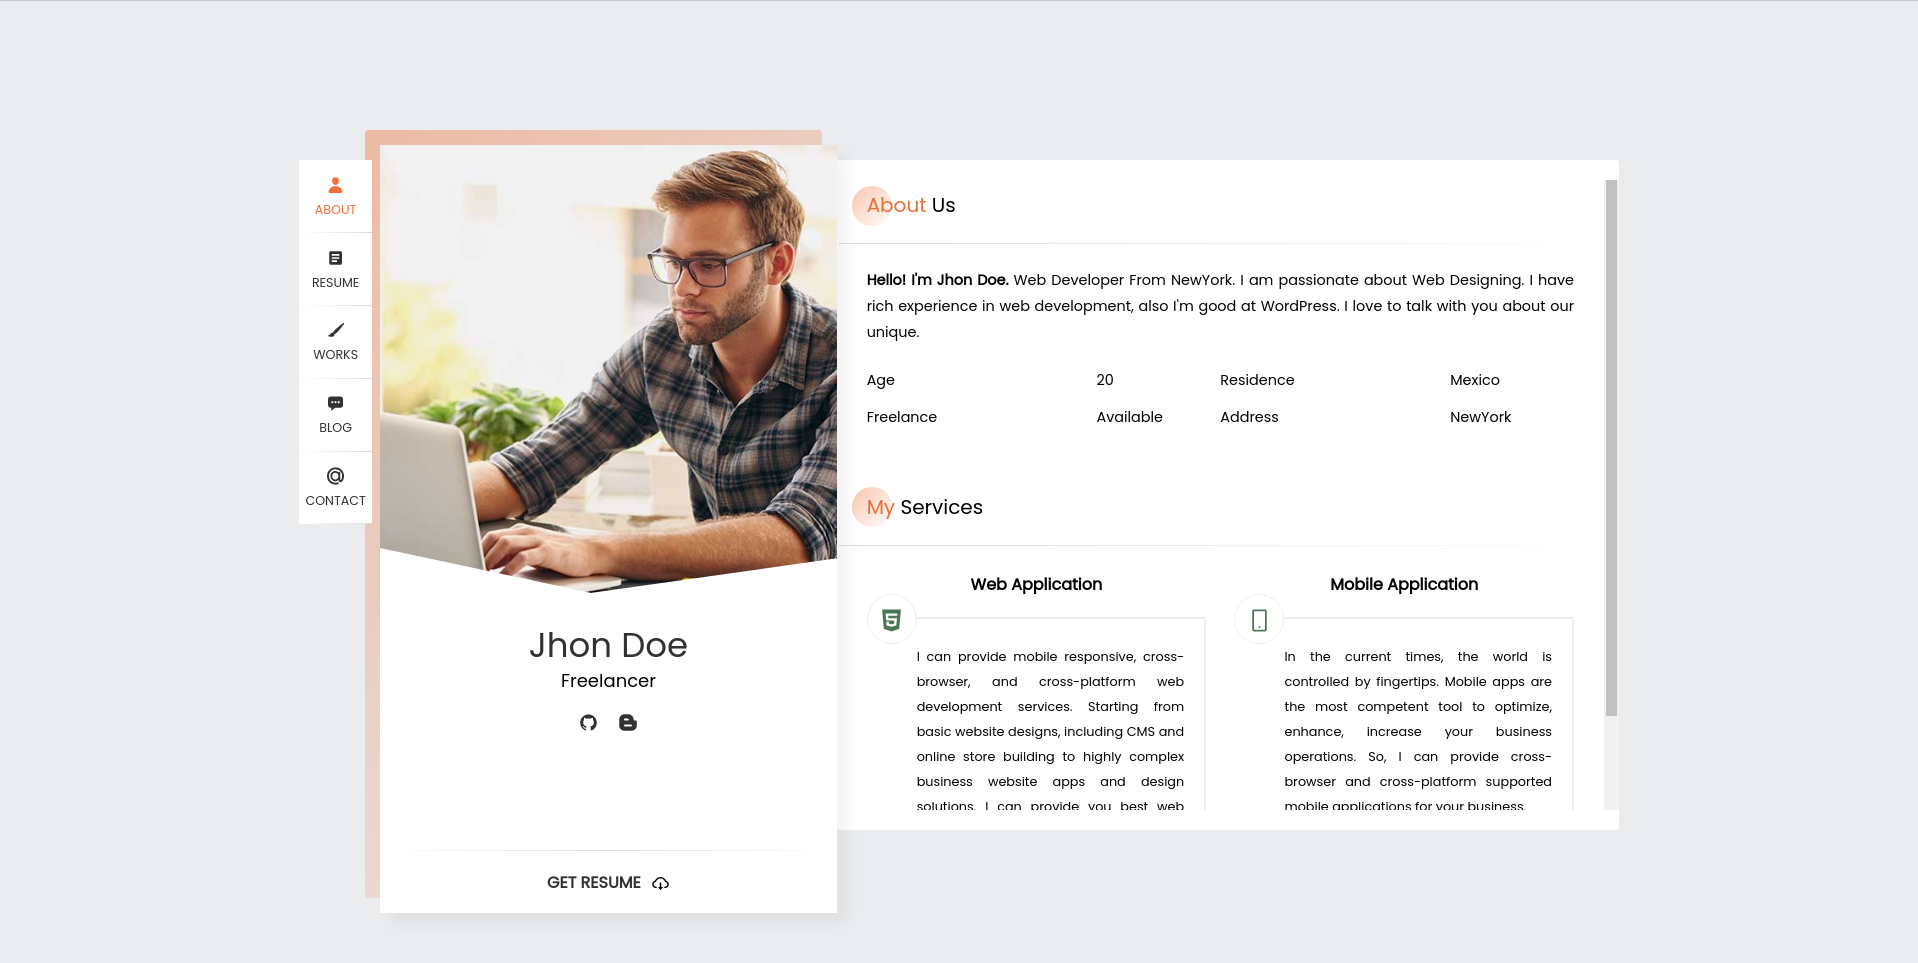 ABOUT
RESUME
WORKS
BLOG
CONTACT
Jhon Doe
Freelancer
GET RESUME
About Us
Hello! I'm Jhon Doe. Web Developer From NewYork. I am passionate about Web Designing. I have
rich experience in web development, also I'm good at WordPress. I love to talk with you about our
unique.
Age 20 Residence Mexico
Freelance Available Address NewYork
My Services
Web Application
I can provide mobile responsive, cross-
browser, and cross-platform web
development services. Starting from
basic website designs, including CMS and
online store building to highly complex
business website apps and design
solutions. I can provide you best web
Mobile Application
In the current times, the world is
controlled by fingertips. Mobile apps are
the most competent tool to optimize,
enhance, increase your business
operations. So, I can provide cross-
browser and cross-platform supported
mobile applications for your business.